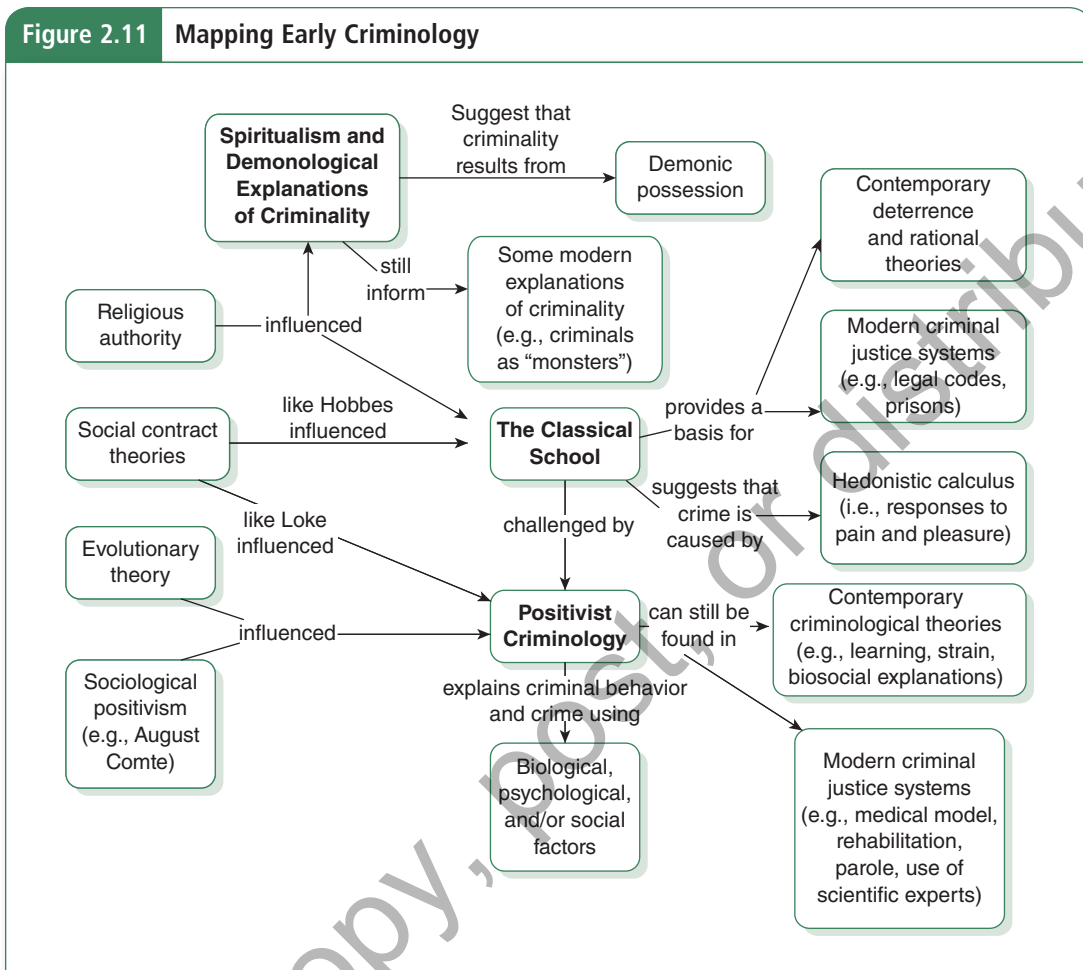 Figure 2.11 Mapping Early Criminology
Spiritualism and
Demonological
Explanations
of Criminality
Suggest that
criminality
results from
Demonic
possession
Contemporary
deterrence
and rational
theories
still
inform
Some modern
explanations
of criminality
(e.g., criminals
as “monsters”)
Religious
authority
influenced
Modern criminal
justice systems
(e.g., legal codes,
prisons)
Social contract
theories
like Hobbes
influenced
The Classical
School
provides a
basis for
suggests that
crime is
caused by
Hedonistic calculus
(i.e., responses to
pain and pleasure)
like Loke
influenced
challenged by
Evolutionary
theory
influenced
Positivist
Criminology
can still be
found in
Contemporary
criminological theories
(e.g., learning, strain,
biosocial explanations)
Sociological
positivism
(e.g., August
Comte)
explains criminal behavior
and crime using
Biological,
psychological,
and/or social
factors
Modern criminal
justice systems
(e.g., medical model,
rehabilitation,
parole, use of
scientific experts)
opy, post, or distribu